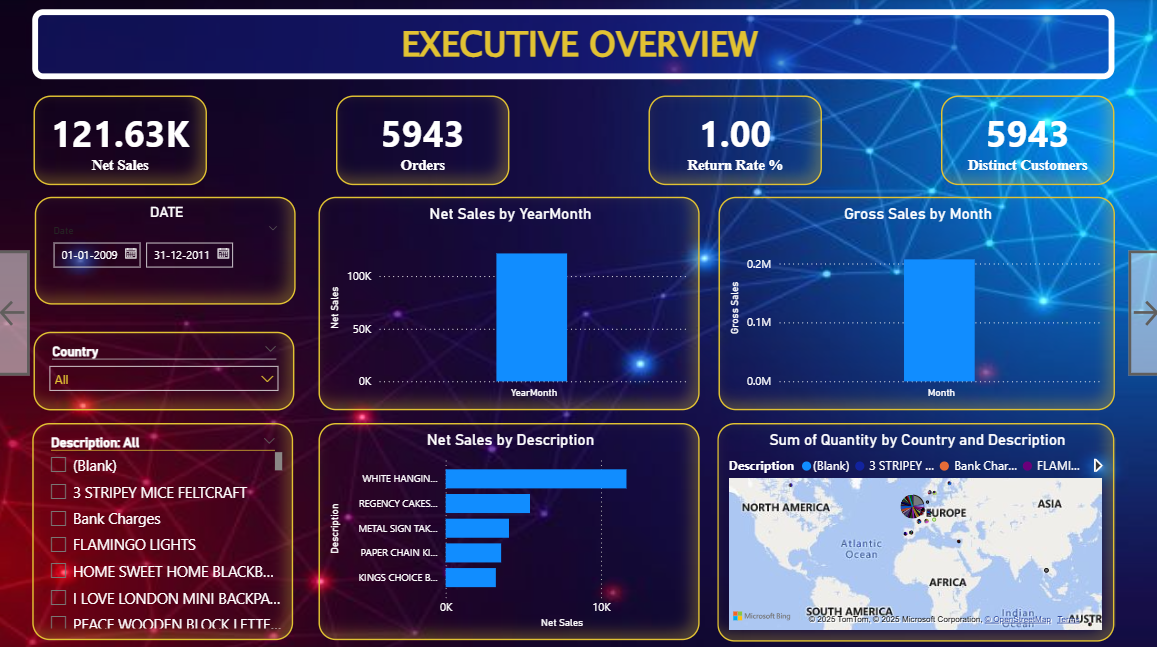 EXECUTIVE OVERVIEW
121.63K
Net Sales
5943
Orders
1.00
Return Rate %
5943
Distinct Customers
DATE
Date
01-01-2009
31-12-2011
Country
All
Description: All
(Blank)
3 STRIPEY MICE FELTCRAFT
Bank Charges
FLAMINGO LIGHTS
HOME SWEET HOME BLACKB...
I LOVE LONDON MINI BACKPA...
PEACE WOODEN BLOCK LETTE...
Net Sales by YearMonth
Net Sales
100K
50K
0K
YearMonth
Gross Sales by Month
Gross Sales
0.2M
0.1M
0.0M
Month
Net Sales by Description
Description
WHITE HANGIN...
REGENCY CAKES...
METAL SIGN TAK...
PAPER CHAIN KI...
KINGS CHOICE B...
0K
10K
Net Sales
Sum of Quantity by Country and Description
Description (Blank) 3 STRIPEY ... Bank Char... FLAMI...
NORTH AMERICA
EUROPE
ASIA
Atlantic
Ocean
AFRICA
SOUTH AMERICA
Indian
Ocean
AUSTR
Microsoft Bing
© 2025 TomTom, © 2025 Microsoft Corporation, © OpenStreetMap Terms